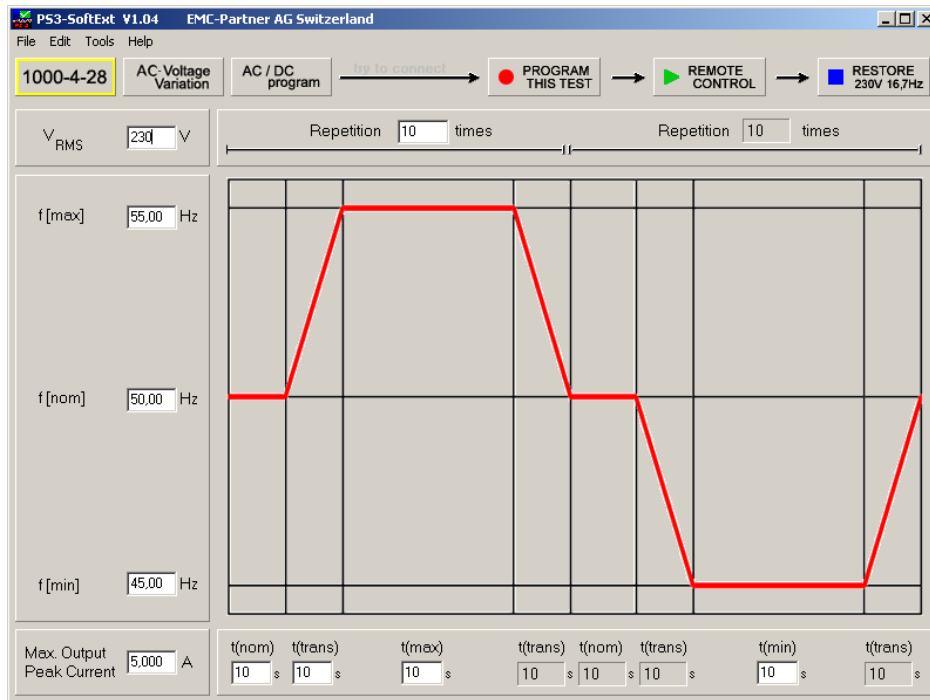 PS3-SoftExt V1.04 EMC-Partner AG Switzerland
File Edit Tools Help
1000-4-28
AC-Voltage
Variation
AC / DC
program
try to connect
PROGRAM
THIS TEST
REMOTE
CONTROL
RESTORE
230V 16,7Hz
VRMS 230 V
Repetition 10 times
Repetition 10 times
f [max] 55,00 Hz
f [nom] 50,00 Hz
f [min] 45,00 Hz
Max. Output
Peak Current 5,000 A
t(nom) t(trans) t(max) t(trans) t(nom) t(trans) t(min) t(trans)
10 s 10 s 10 s 10 s 10 s 10 s 10 s 10 s